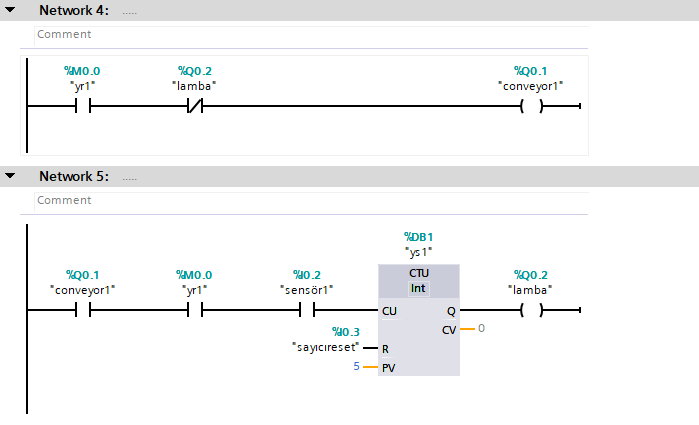 Network 4: .....
Comment
%M0.0 %Q0.2 %Q0.1
"yr1" "lamba" "conveyor1"
Network 5: .....
Comment
%DB1
"ys1"
%Q0.1 %M0.0 %I0.2 CTU %Q0.2
"conveyor1" "yr1" "sensör1" Int "lamba"
CU Q
%I0.3 CV 0
"sayıcıreset" R
5 PV